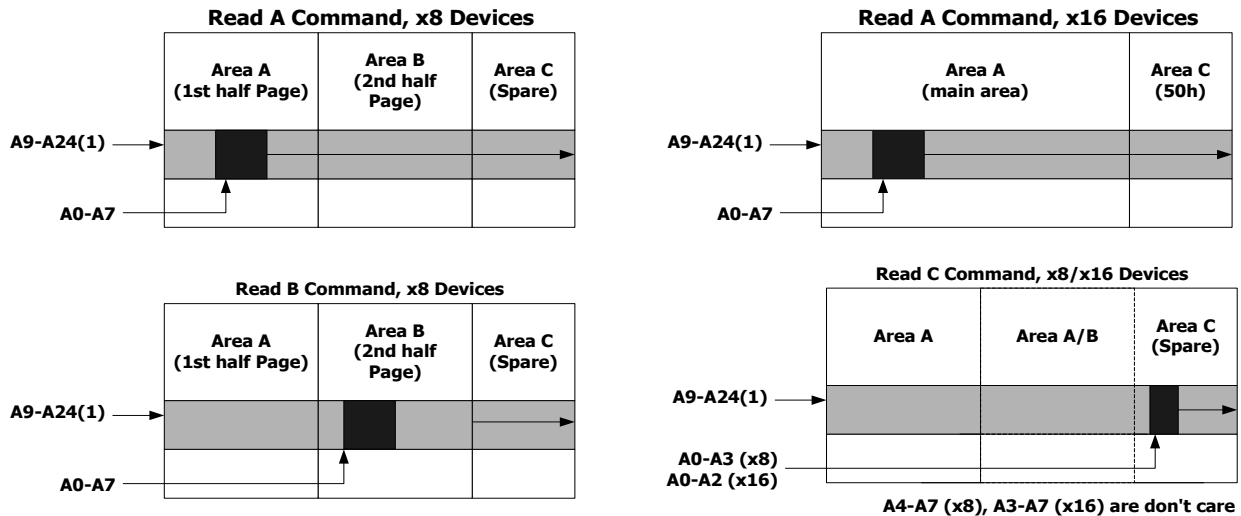 Read A Command, x8 Devices
Area A
(1st half Page)
Area B
(2nd half
Page)
Area C
(Spare)
A9-A24(1)
A0-A7
Read A Command, x16 Devices
Area A
(main area)
Area C
(50h)
A9-A24(1)
A0-A7
Read B Command, x8 Devices
Area A
(1st half Page)
Area B
(2nd half
Page)
Area C
(Spare)
A9-A24(1)
A0-A7
Read C Command, x8/x16 Devices
Area A
Area A/B
Area C
(Spare)
A9-A24(1)
A0-A3 (x8)
A0-A2 (x16)
A4-A7 (x8), A3-A7 (x16) are don't care